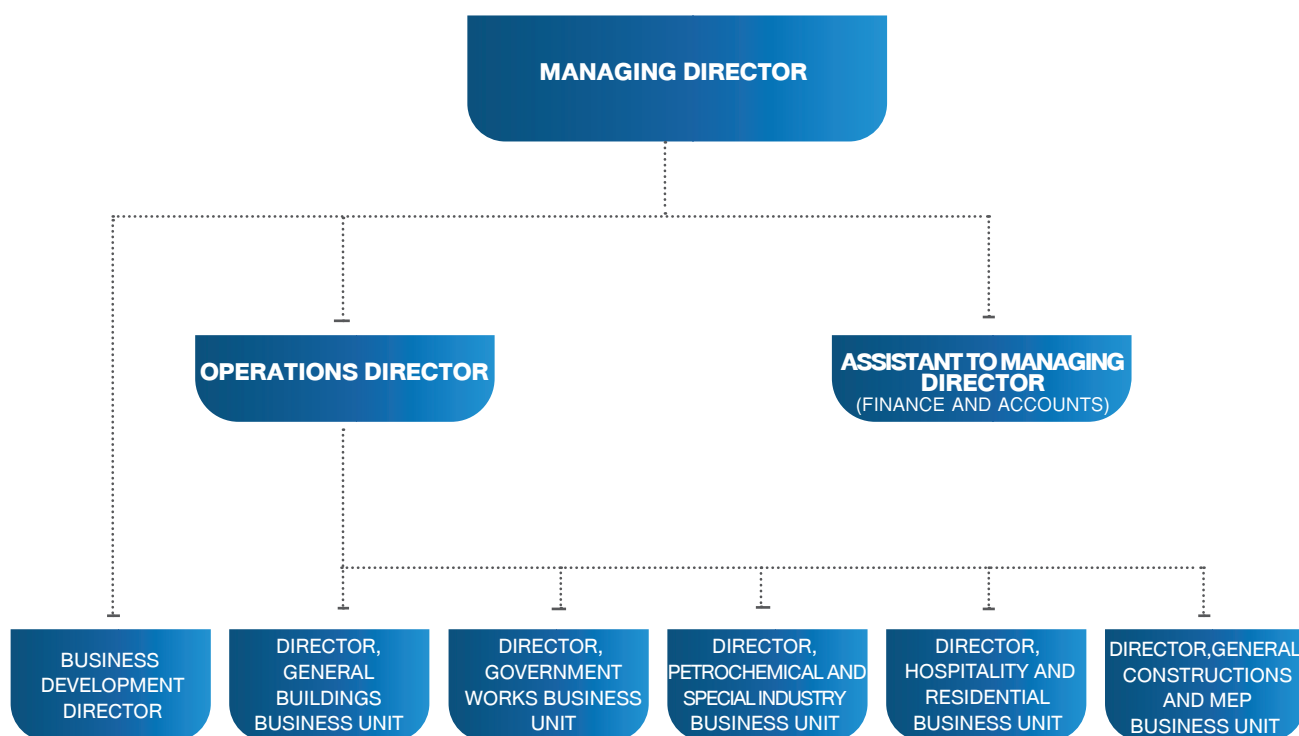 MANAGING DIRECTOR
OPERATIONS DIRECTOR
ASSISTANT TO MANAGING
DIRECTOR
(FINANCE AND ACCOUNTS)
BUSINESS
DEVELOPMENT
DIRECTOR
DIRECTOR,
GENERAL
BUILDINGS
BUSINESS UNIT
DIRECTOR,
GOVERNMENT
WORKS BUSINESS
UNIT
DIRECTOR,
PETROCHEMICAL AND
SPECIAL INDUSTRY
BUSINESS UNIT
DIRECTOR,
HOSPITALITY AND
RESIDENTIAL
BUSINESS UNIT
DIRECTOR,GENERAL
CONSTRUCTIONS
AND MEP
BUSINESS UNIT